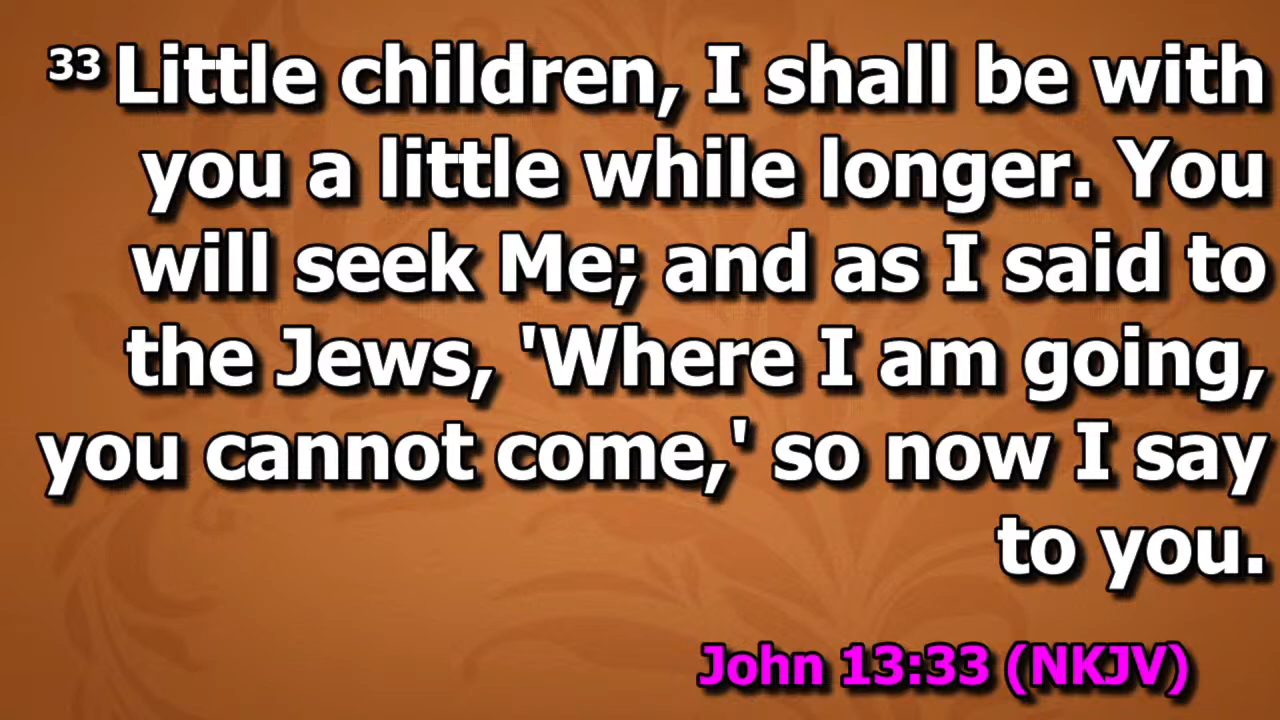 33 Little children, I shall be with
you a little while longer. You
will seek Me; and as I said to
the Jews, 'Where I am going,
you cannot come,' so now I say
to you.
John 13:33 (NKJV)